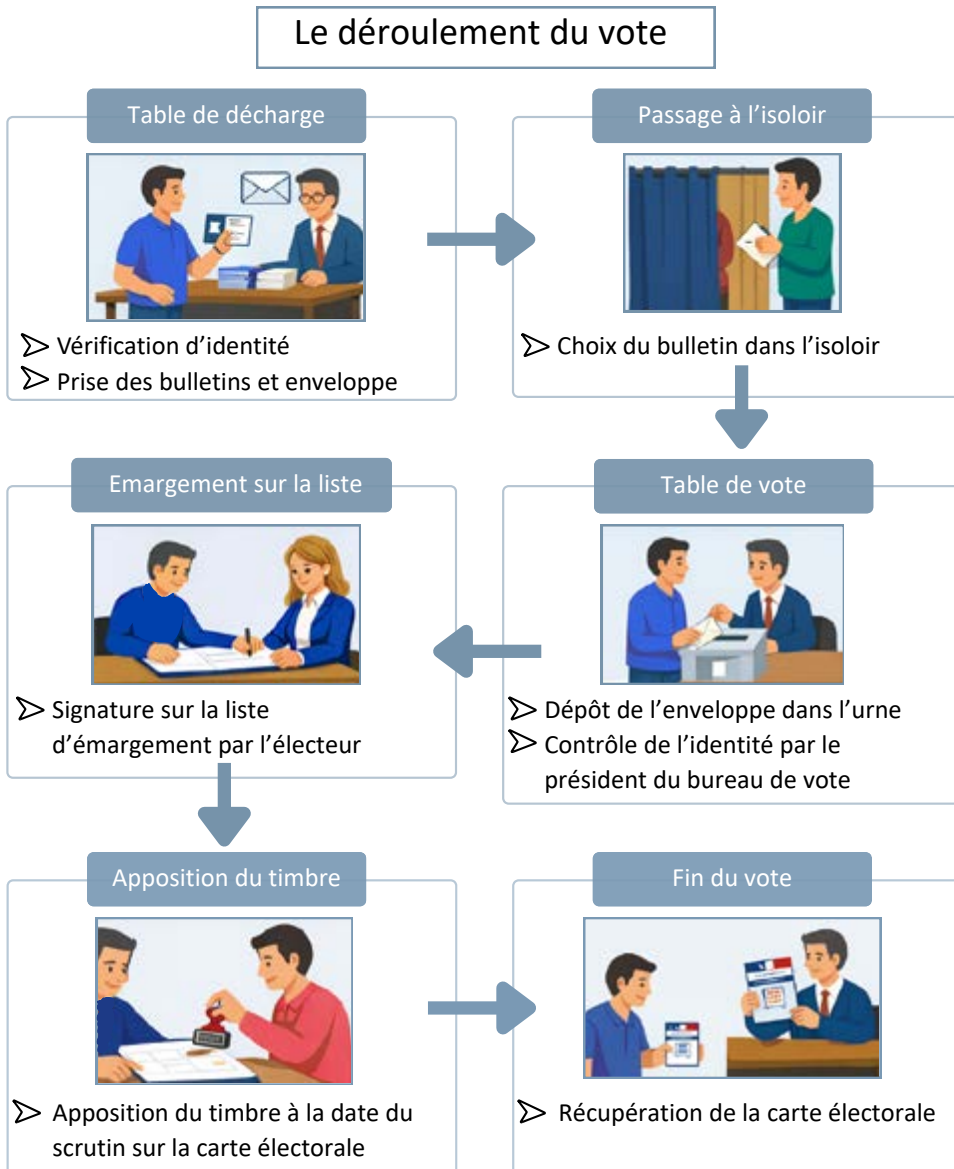 Le déroulement du vote
Table de décharge
Vérification d’identité
Prise des bulletins et enveloppe
Passage à l’isoloir
Choix du bulletin dans l’isoloir
Table de vote
Dépôt de l’enveloppe dans l’urne
Contrôle de l’identité par le
président du bureau de vote
Emargement sur la liste
Signature sur la liste
d’émargement par l’électeur
Apposition du timbre
Apposition du timbre à la date du
scrutin sur la carte électorale
Fin du vote
Récupération de la carte électorale